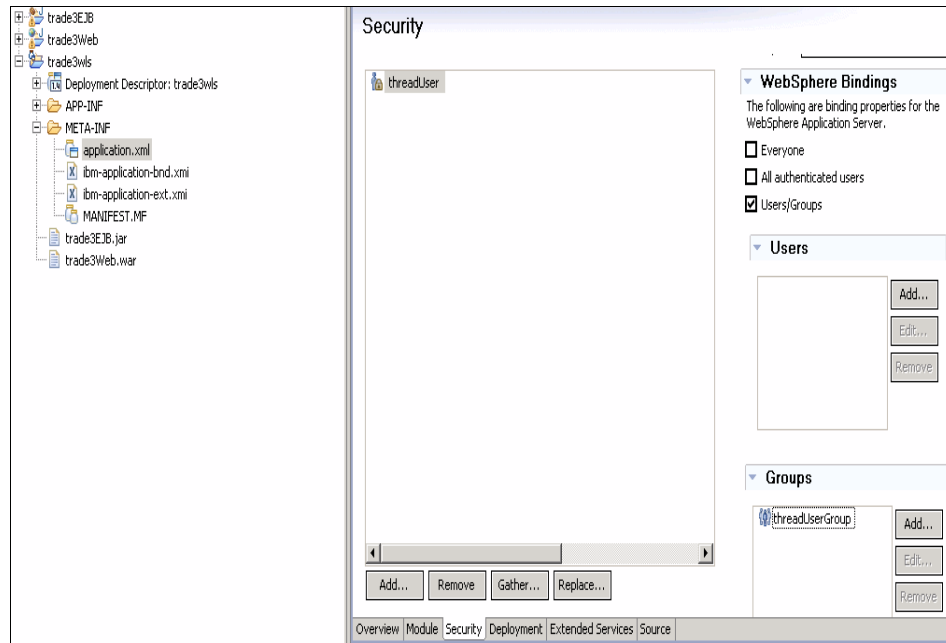 trade3EJB
trade3Web
trade3wls
Deployment Descriptor: trade3wls
APP-INF
META-INF
application.xml
ibm-application-bnd.xmi
ibm-application-ext.xmi
MANIFEST.MF
trade3EJB.jar
trade3Web.war
Security
threadUser
Add...
Remove
Gather...
Replace...
WebSphere Bindings
The following are binding properties for the
WebSphere Application Server.
Everyone
All authenticated users
Users/Groups
Users
Add...
Edit...
Remove
Groups
threadUserGroup
Add...
Edit...
Remove
Overview Module Security Deployment Extended Services Source